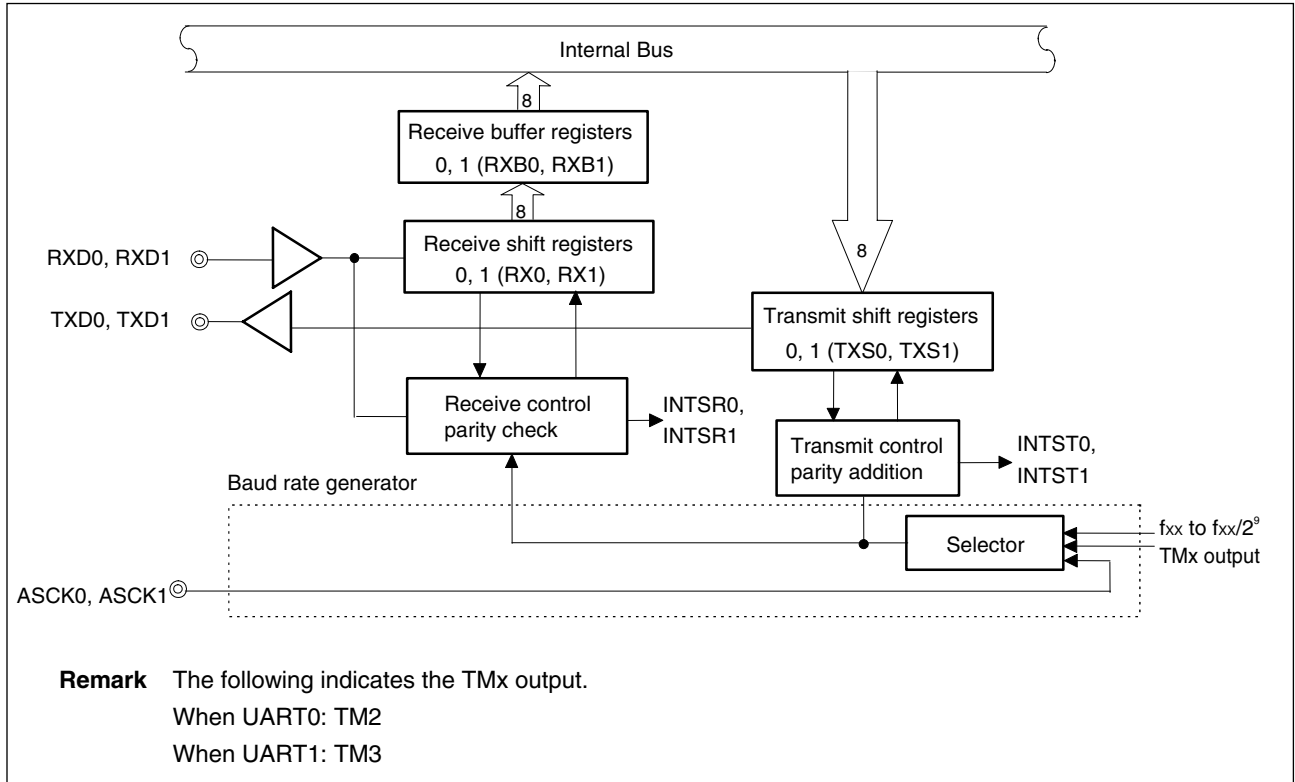 Internal Bus
8
Receive buffer registers
0, 1 (RXB0, RXB1)
8
Receive shift registers
0, 1 (RX0, RX1)
RXD0, RXD1
TXD0, TXD1
8
Transmit shift registers
0, 1 (TXS0, TXS1)
Receive control
parity check
INTSR0,
INTSR1
Transmit control
parity addition
INTST0,
INTST1
Baud rate generator
Selector
fxx to fxx/2⁹
TMx output
ASCK0, ASCK1
Remark The following indicates the TMx output.
When UART0: TM2
When UART1: TM3